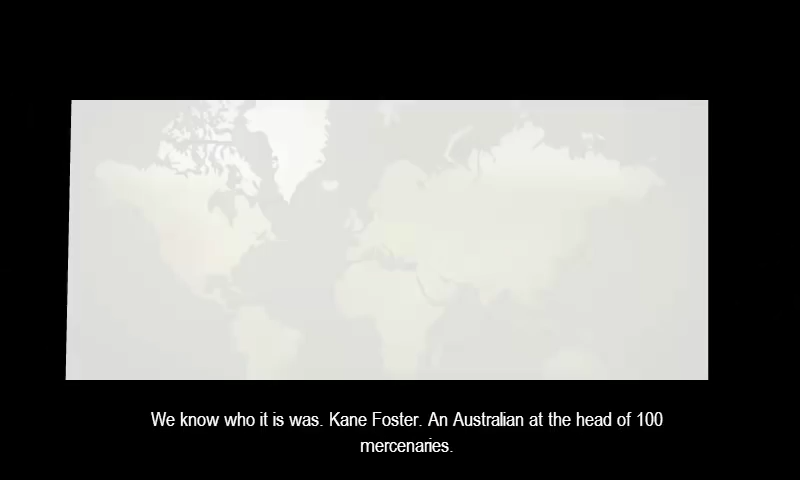 We know who it is was. Kane Foster. An Australian at the head of 100
mercenaries.